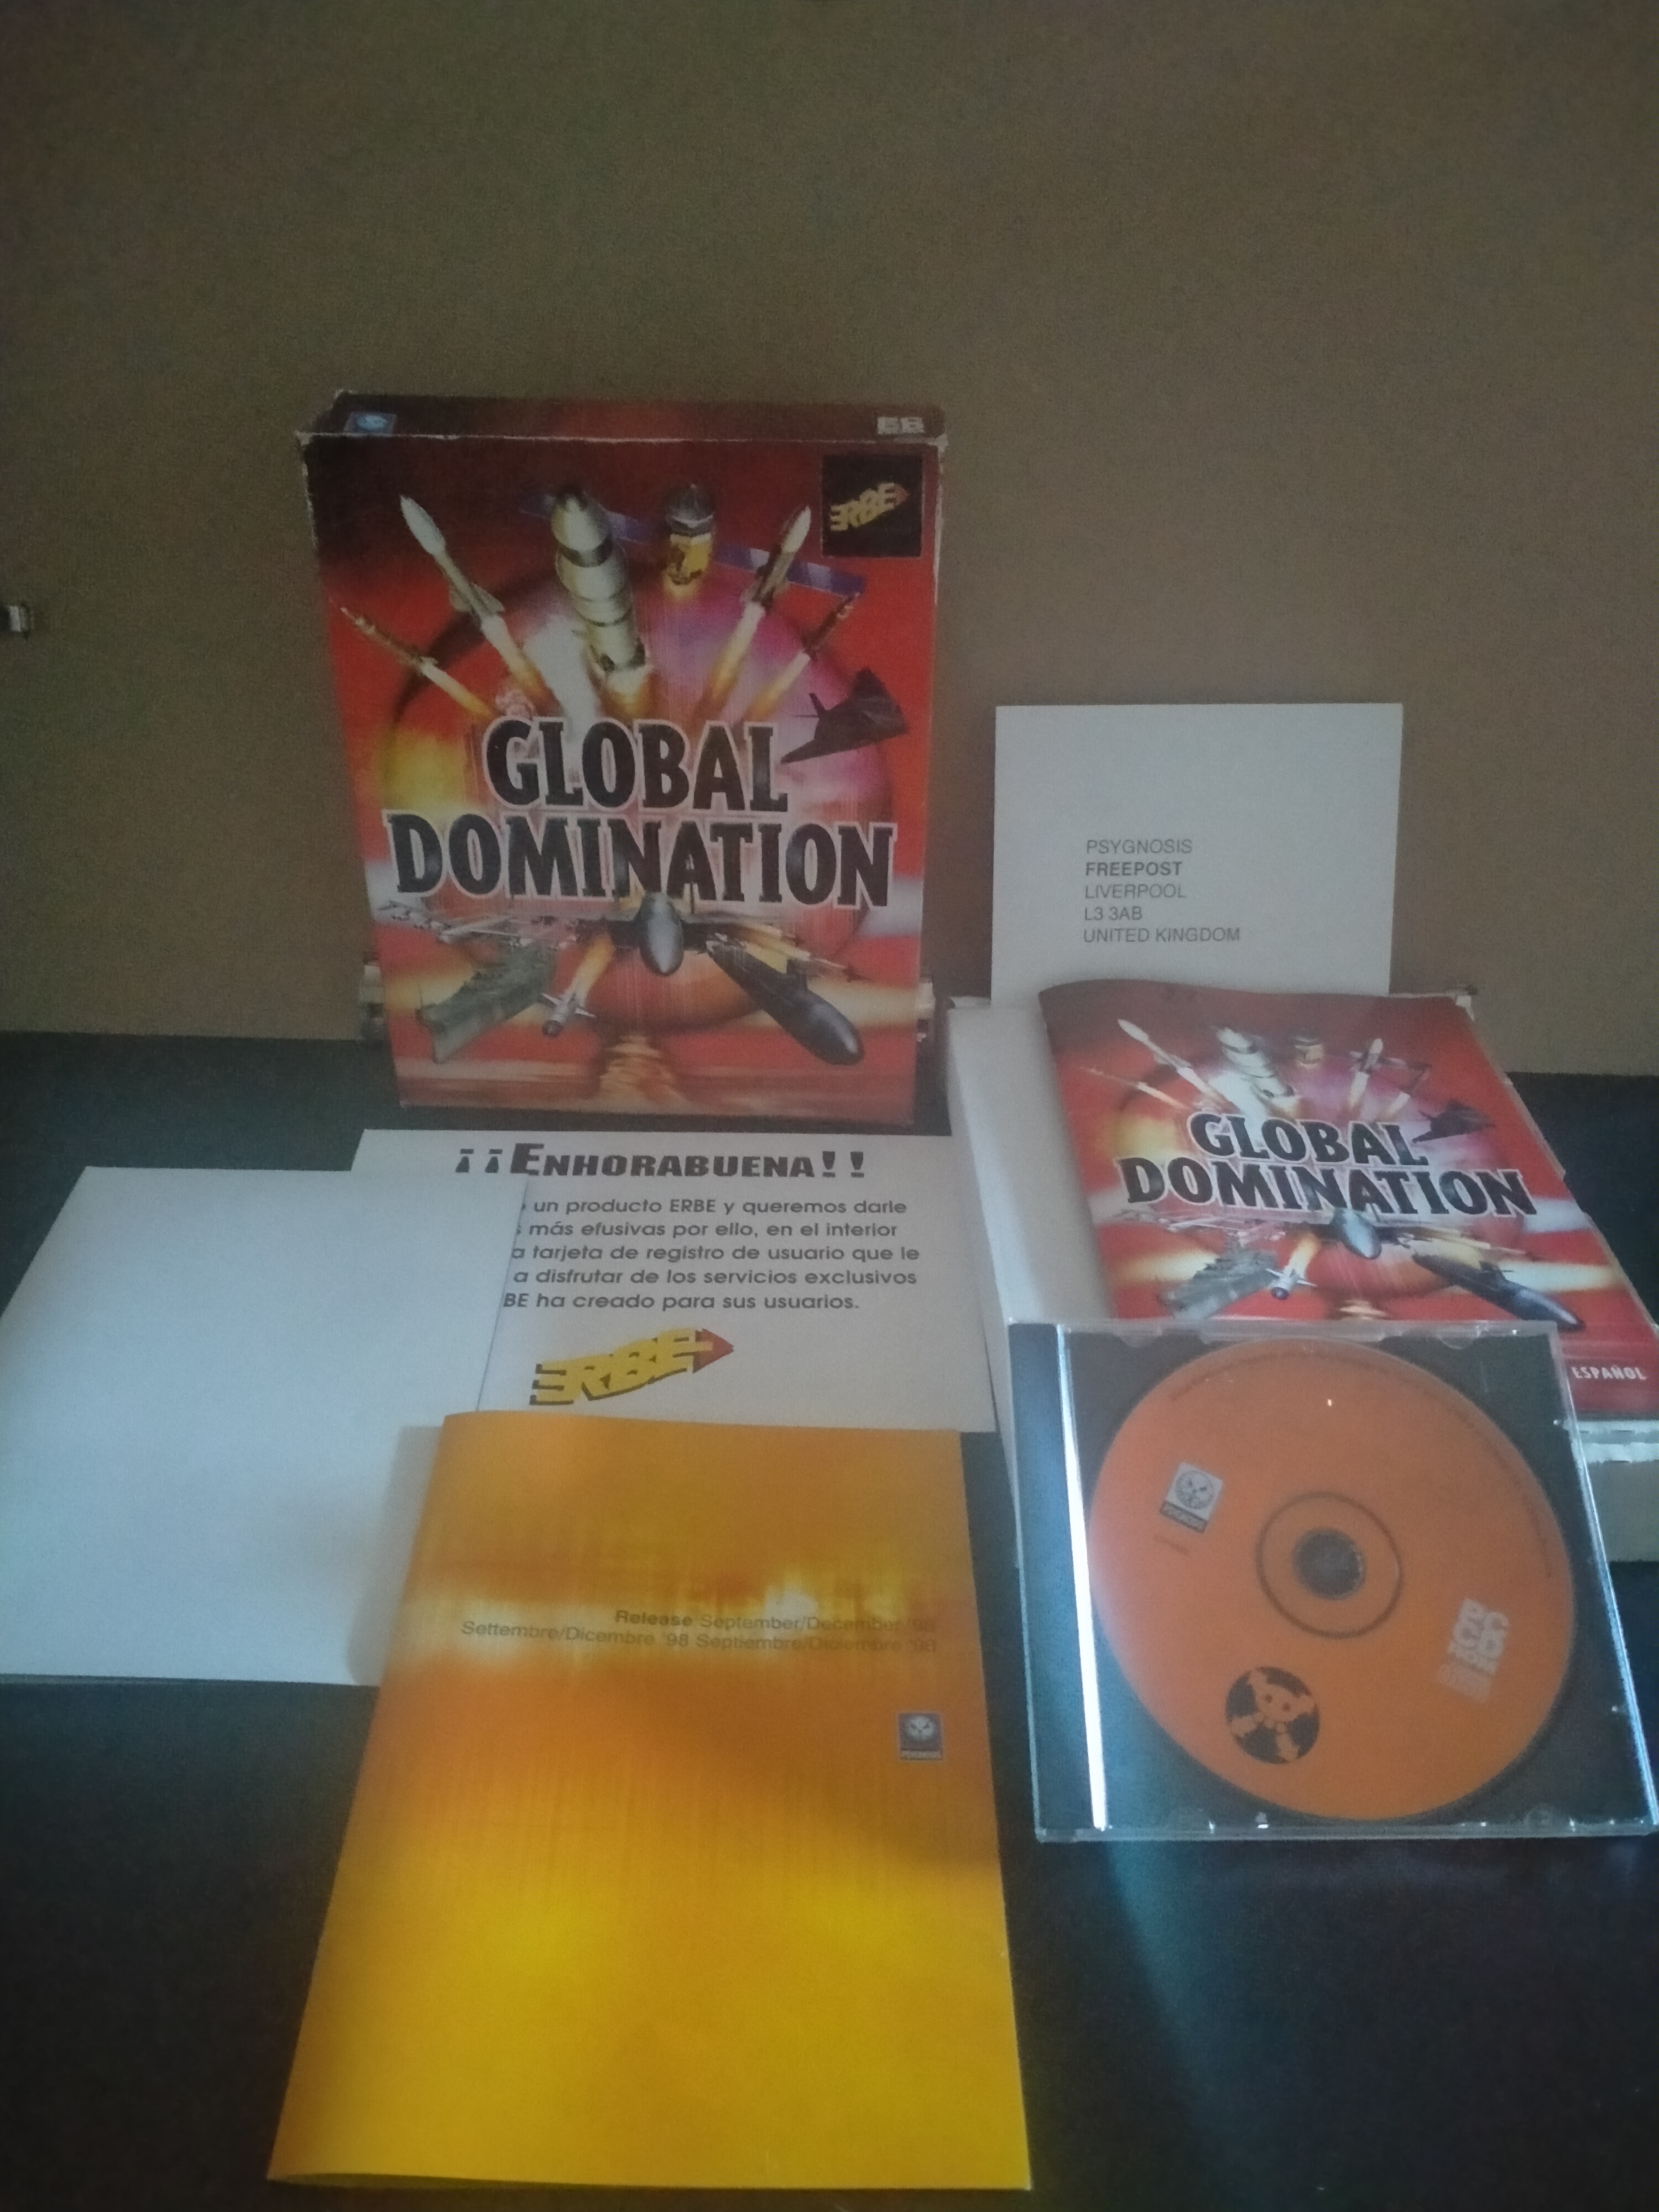 ERBE
GLOBAL
DOMINATION
PSYGNOSIS
FREEPOST
LIVERPOOL
L3 3AB
UNITED KINGDOM
¡¡ENHORABUENA!!
un producto ERBE y queremos darle
más efusivas por ello, en el interior
a tarjeta de registro de usuario que le
a disfrutar de los servicios exclusivos
BE ha creado para sus usuarios.
ERBE
GLOBAL
DOMINATION
ESPAÑOL
Release September/December '98
Settembre/Dicembre '98 Septiembre/Diciembre '98
PSYGNOSIS
PSYGNOSIS
PC
CD
ROM